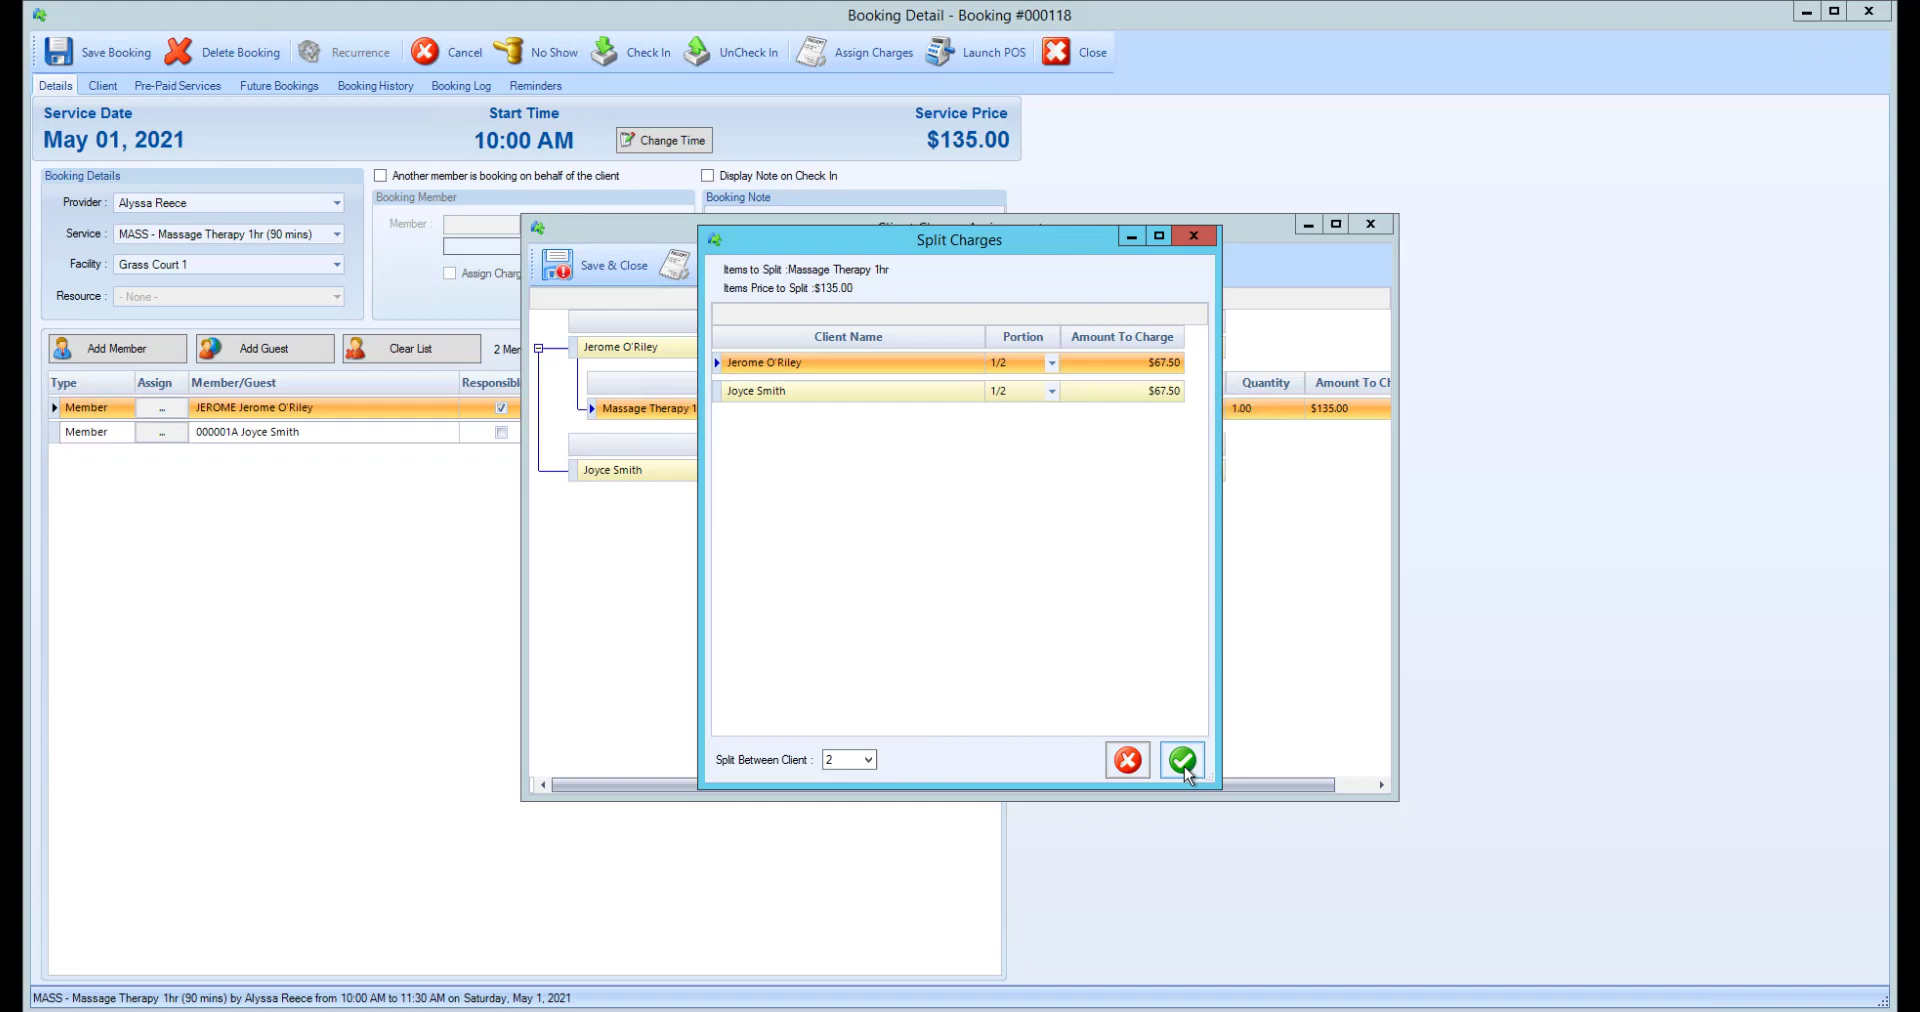 Booking Detail - Booking #000118
Save Booking Delete Booking Recurrence Cancel No Show Check In UnCheck In Assign Charges Launch POS Close
Details Client Pre-Paid Services Future Bookings Booking History Booking Log Reminders
Service Date Start Time Service Price
May 01, 2021 10:00 AM Change Time $135.00
Booking Details Another member is booking on behalf of the client Display Note on Check In
Booking Member Booking Note
Provider : Alyssa Reece
Member :
Service : MASS - Massage Therapy 1hr (90 mins)
Split Charges
Facility : Grass Court 1
Assign Charg
Save & Close
Items to Split :Massage Therapy 1hr
Items Price to Split :$135.00
Resource : - None -
Client Name Portion Amount To Charge
Jerome O'Riley 1/2 $67.50
Joyce Smith 1/2 $67.50
Split Between Client : 2
Add Member Add Guest Clear List 2 Mer
Jerome O'Riley
Type Assign Member/Guest Responsibl
Quantity Amount To Ch
Member ... JEROME Jerome O'Riley
Massage Therapy 1 1.00 $135.00
Member ... 000001A Joyce Smith
Joyce Smith
MASS - Massage Therapy 1hr (90 mins) by Alyssa Reece from 10:00 AM to 11:30 AM on Saturday, May 1, 2021